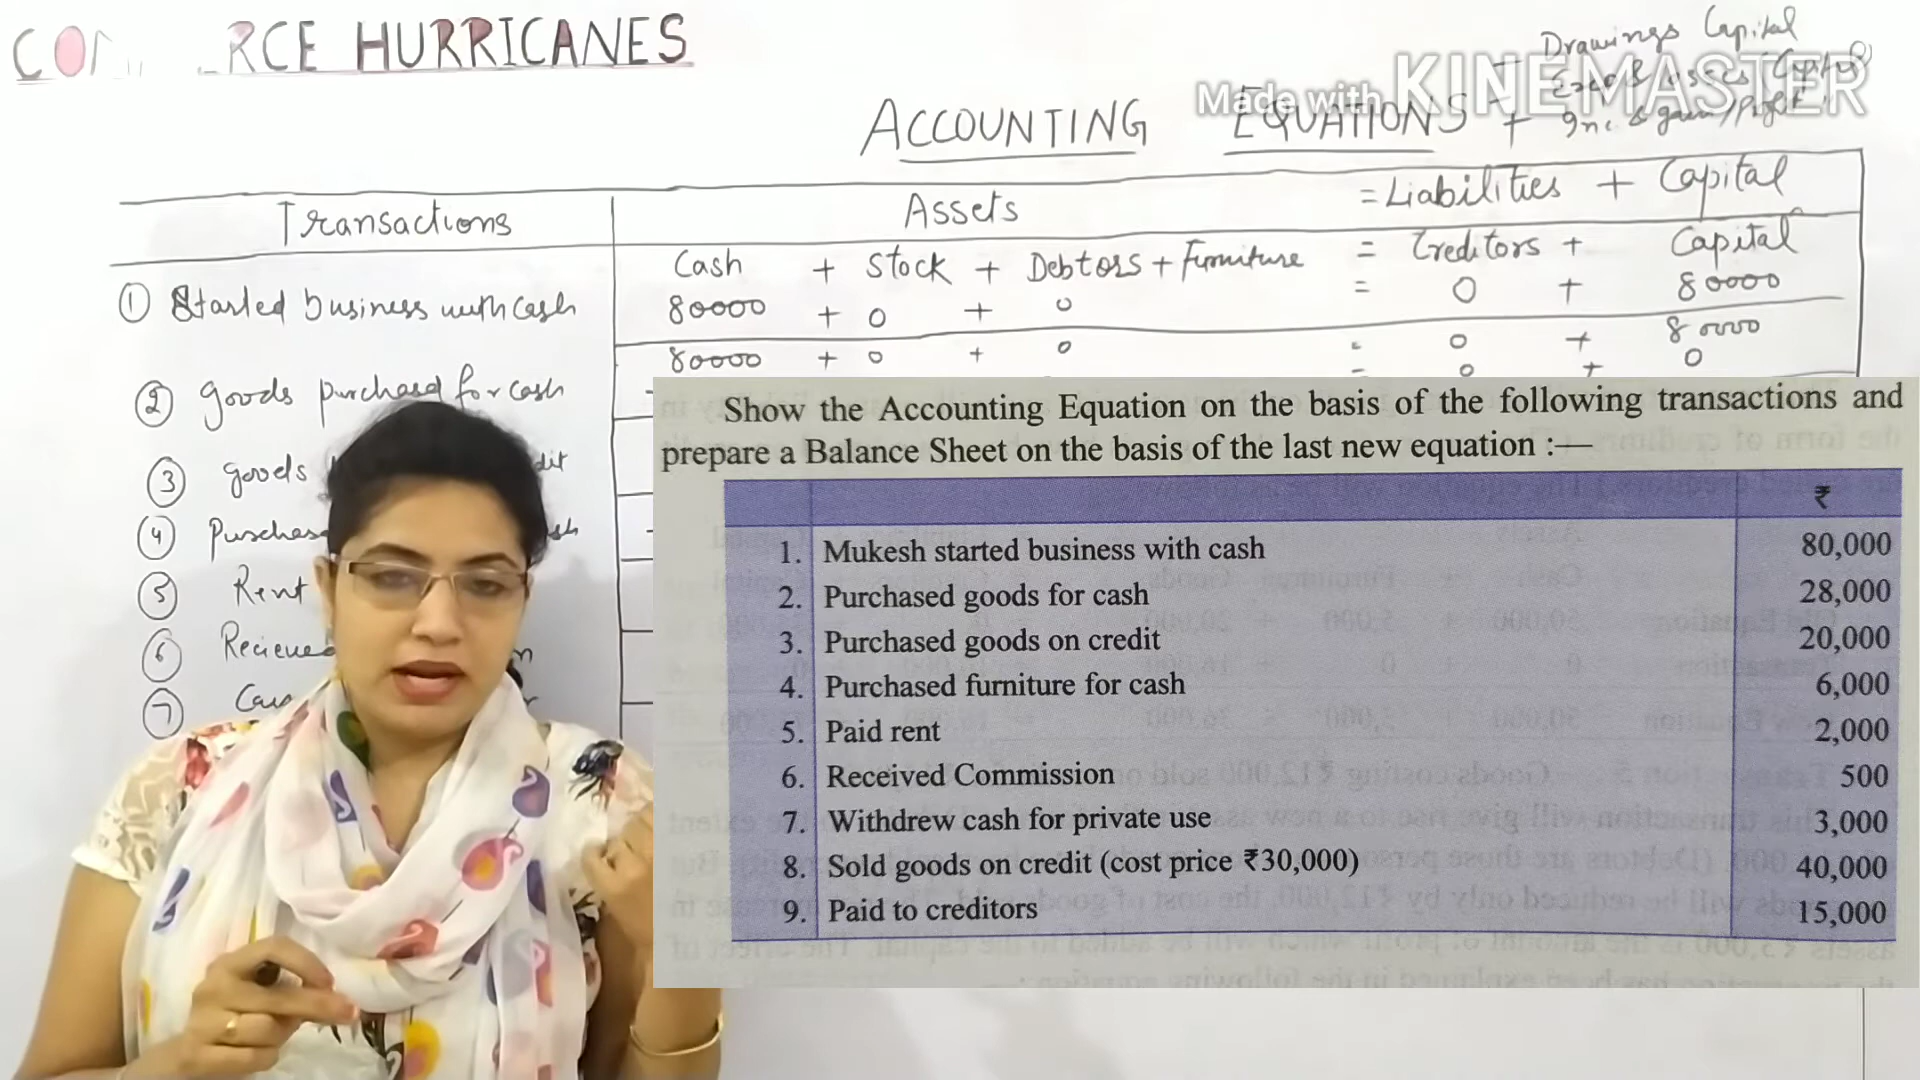 RCE HURRICANES
Drawings Capital
Made with KINEMASTER
ACCOUNTING EQUATIONS
Transactions Assets = Liabilities + Capital
Cash + Stock + Debtors + Furniture = Creditors + Capital
① Started business with cash 80000 + 0 + 0 = 0 + 80000
80000 + 0 + 0 = 0 + 80000
② goods purchased for cash - 0 + 0
③ goods
④
⑤ Rent
⑥
⑦
Show the Accounting Equation on the basis of the following transactions and
prepare a Balance Sheet on the basis of the last new equation :—
₹
1. Mukesh started business with cash 80,000
2. Purchased goods for cash 28,000
3. Purchased goods on credit 20,000
4. Purchased furniture for cash 6,000
5. Paid rent 2,000
6. Received Commission 500
7. Withdrew cash for private use 3,000
8. Sold goods on credit (cost price ₹30,000) 40,000
9. Paid to creditors 15,000